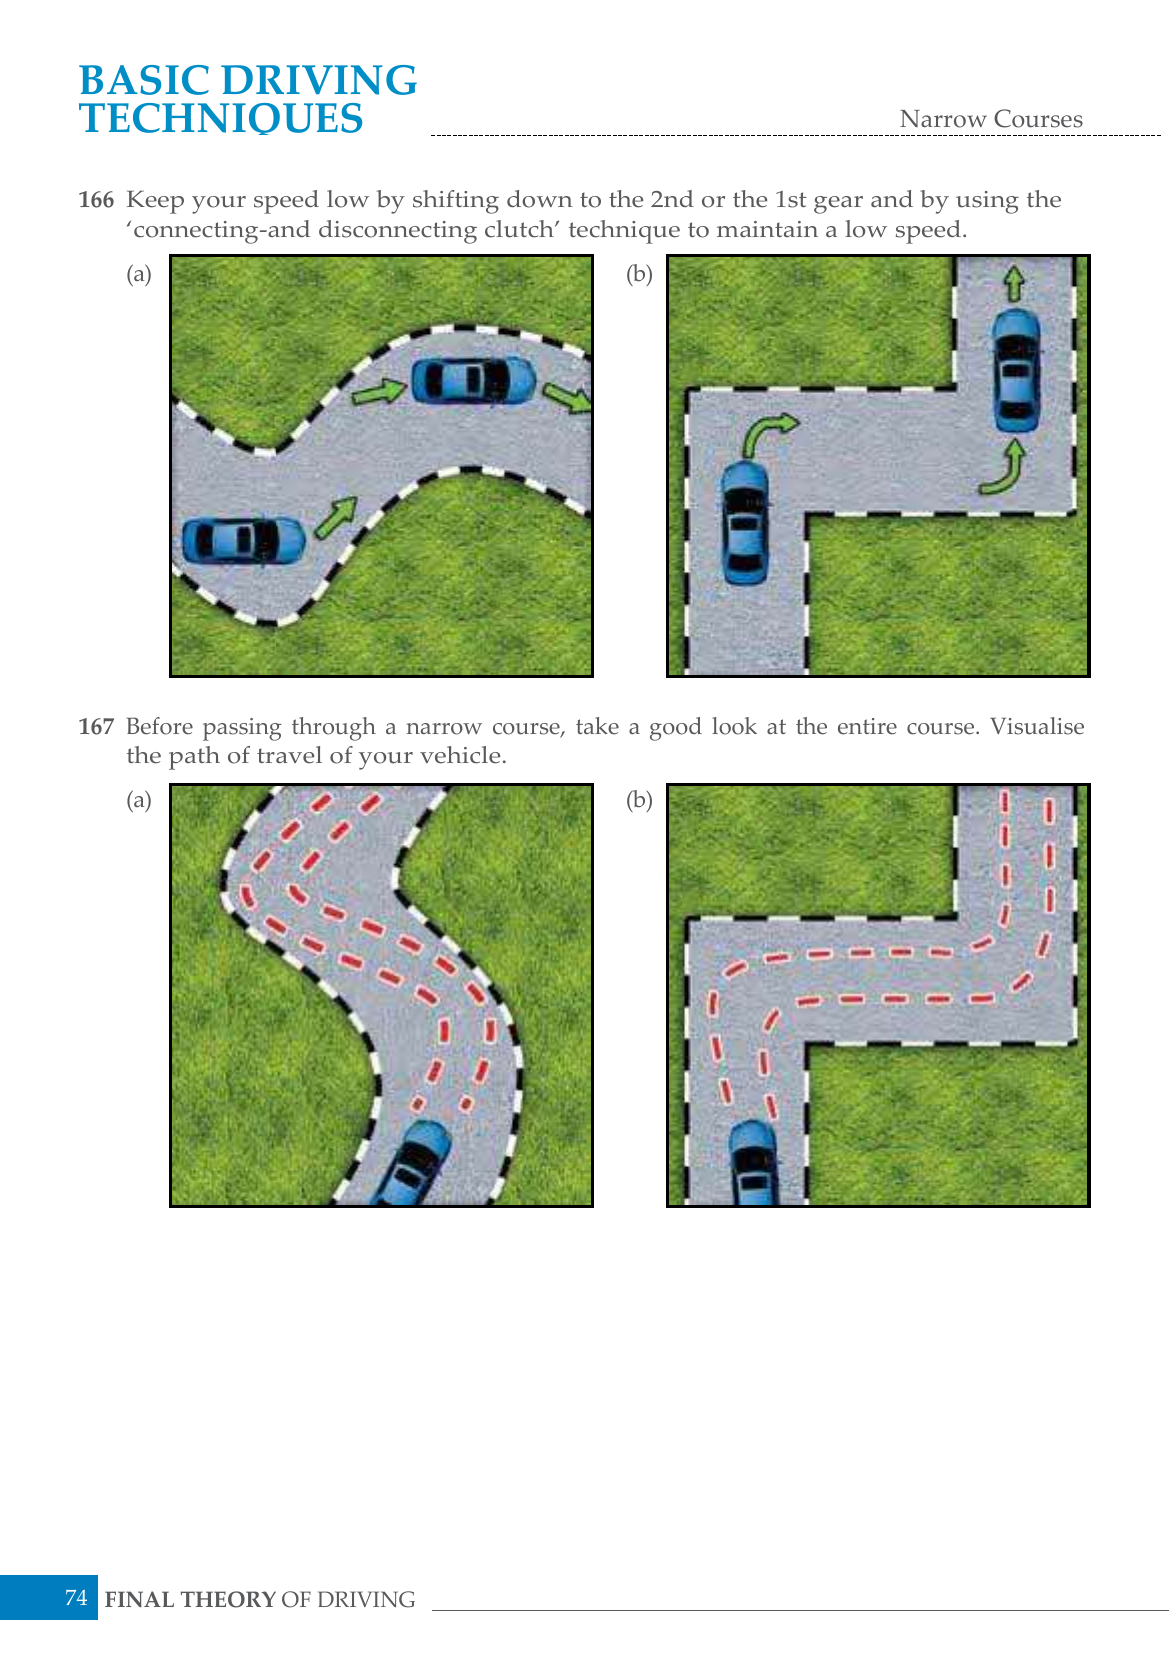 BASIC DRIVING
TECHNIQUES
Narrow Courses
166 Keep your speed low by shifting down to the 2nd or the 1st gear and by using the
‘connecting-and disconnecting clutch’ technique to maintain a low speed.
(a) (b)
167 Before passing through a narrow course, take a good look at the entire course. Visualise
the path of travel of your vehicle.
(a) (b)
74 FINAL THEORY OF DRIVING